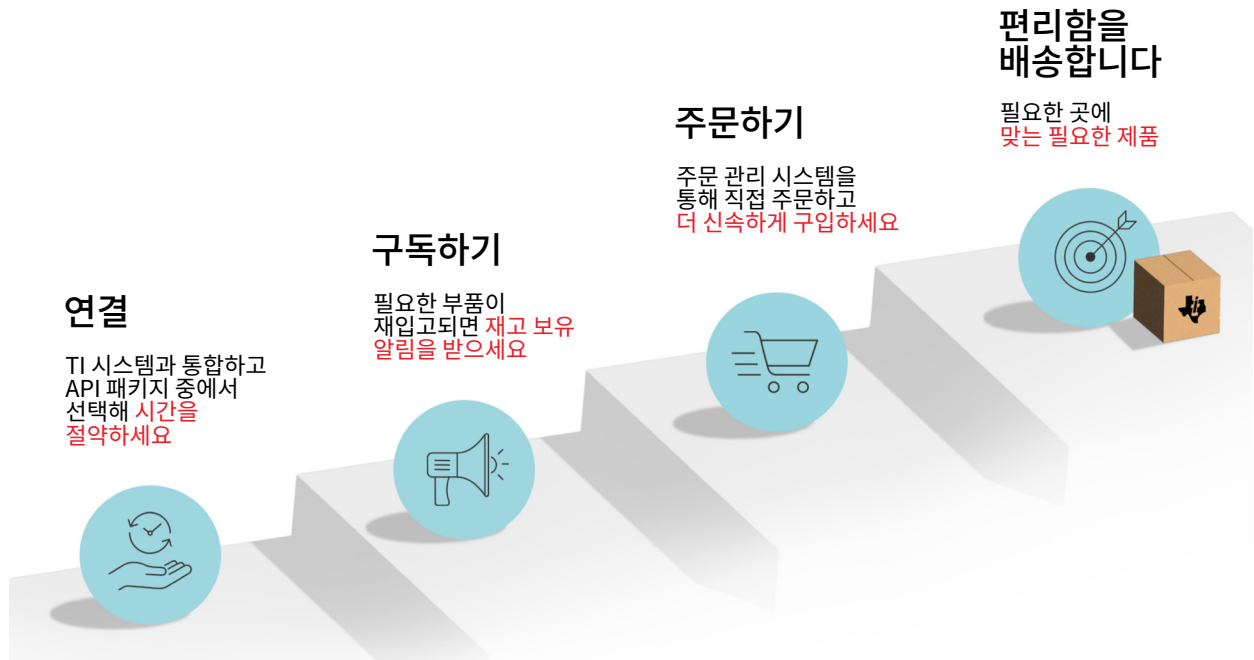 연결
TI 시스템과 통합하고
API 패키지 중에서
선택해 시간을
절약하세요
구독하기
필요한 부품이
재입고되면 재고 보유
알림을 받으세요
주문하기
주문 관리 시스템을
통해 직접 주문하고
더 신속하게 구입하세요
편리함을
배송합니다
필요한 곳에
맞는 필요한 제품